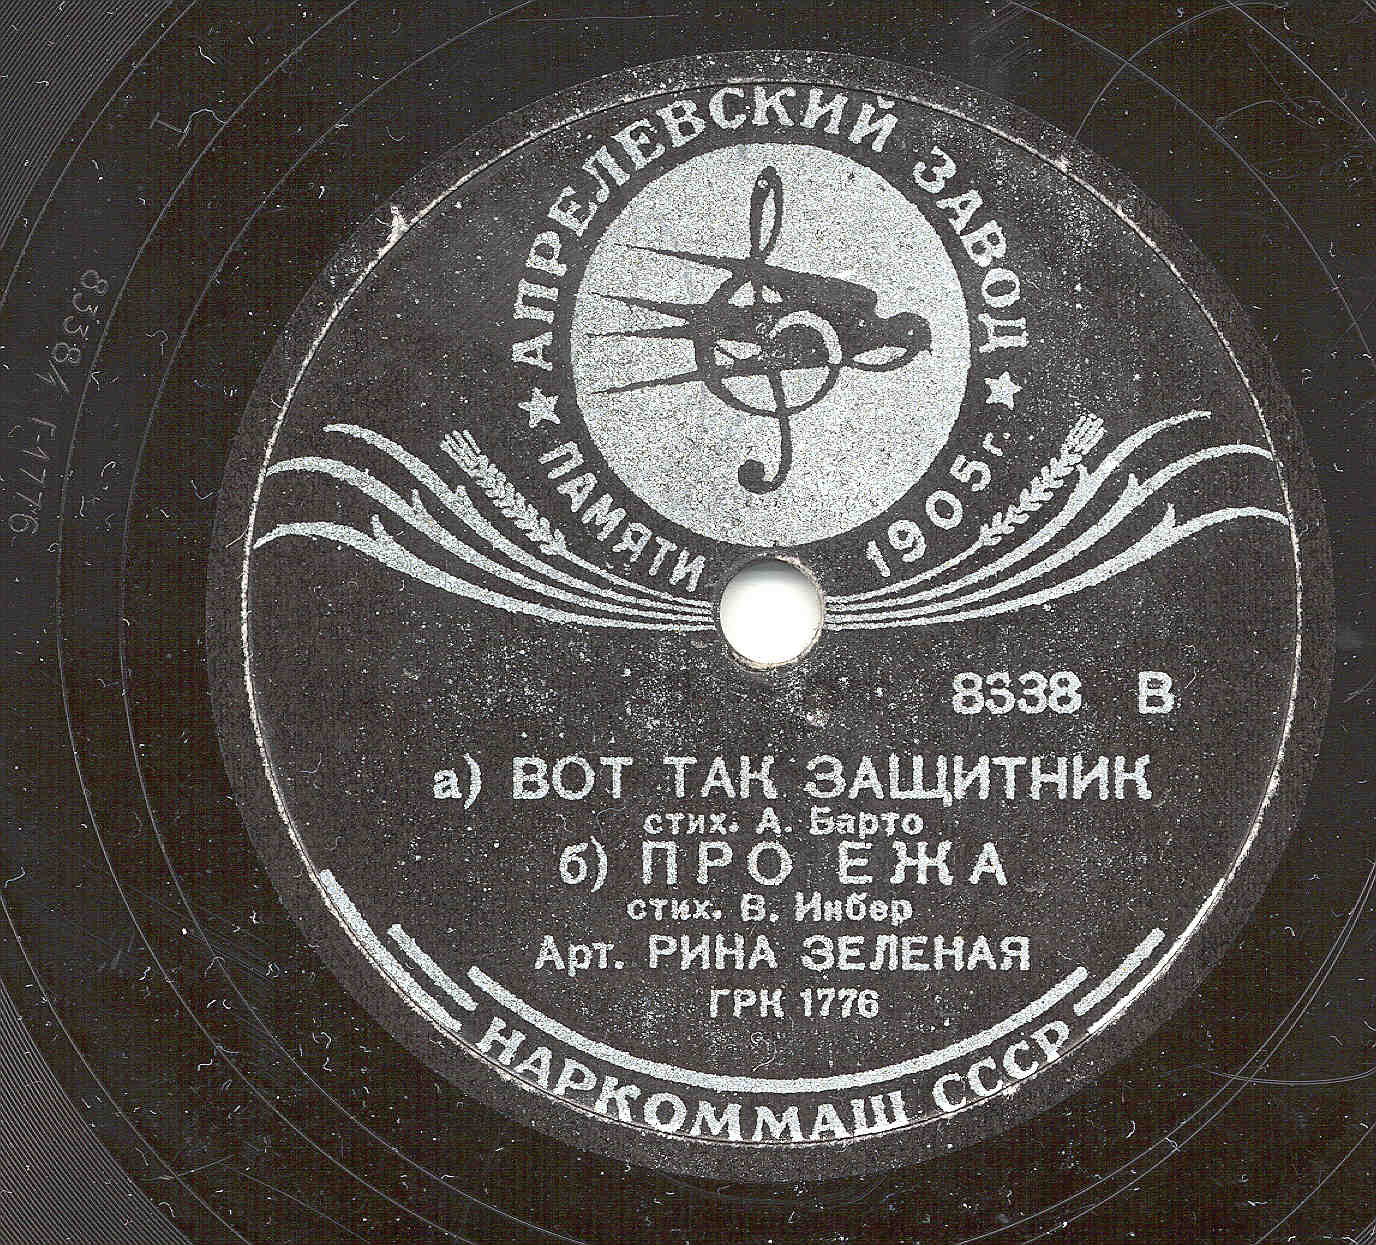 АПРЕЛЕВСКИЙ ЗАВОД
★ ПАМЯТИ 1905 г. ★
8338 В
а) ВОТ ТАК ЗАЩИТНИК
стих. А. Барто
б) ПРО ЕЖА
стих. В. Инбер
Арт. РИНА ЗЕЛЕНАЯ
ГРК 1776
НАРКОММАШ СССР
8338/1 Г-1776
I